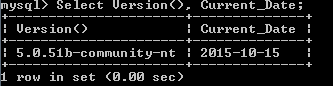 mysql> Select Version(), Current_Date;
+---------------------+--------------+
| Version()           | Current_Date |
+---------------------+--------------+
| 5.0.51b-community-nt | 2015-10-15   |
+---------------------+--------------+
1 row in set (0.00 sec)